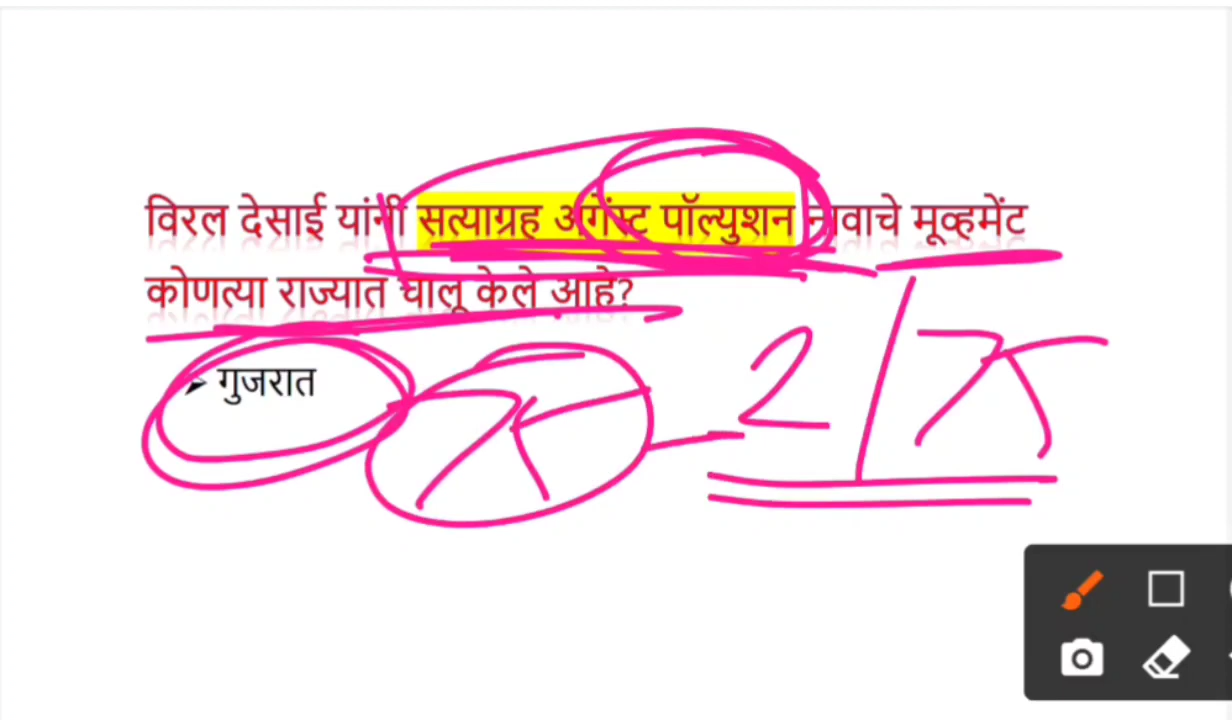 विरल देसाई यांनी सत्याग्रह अगेंस्ट पॉल्युशन नावाचे मूव्हमेंट
कोणत्या राज्यात चालू केले आहे?
➢ गुजरात